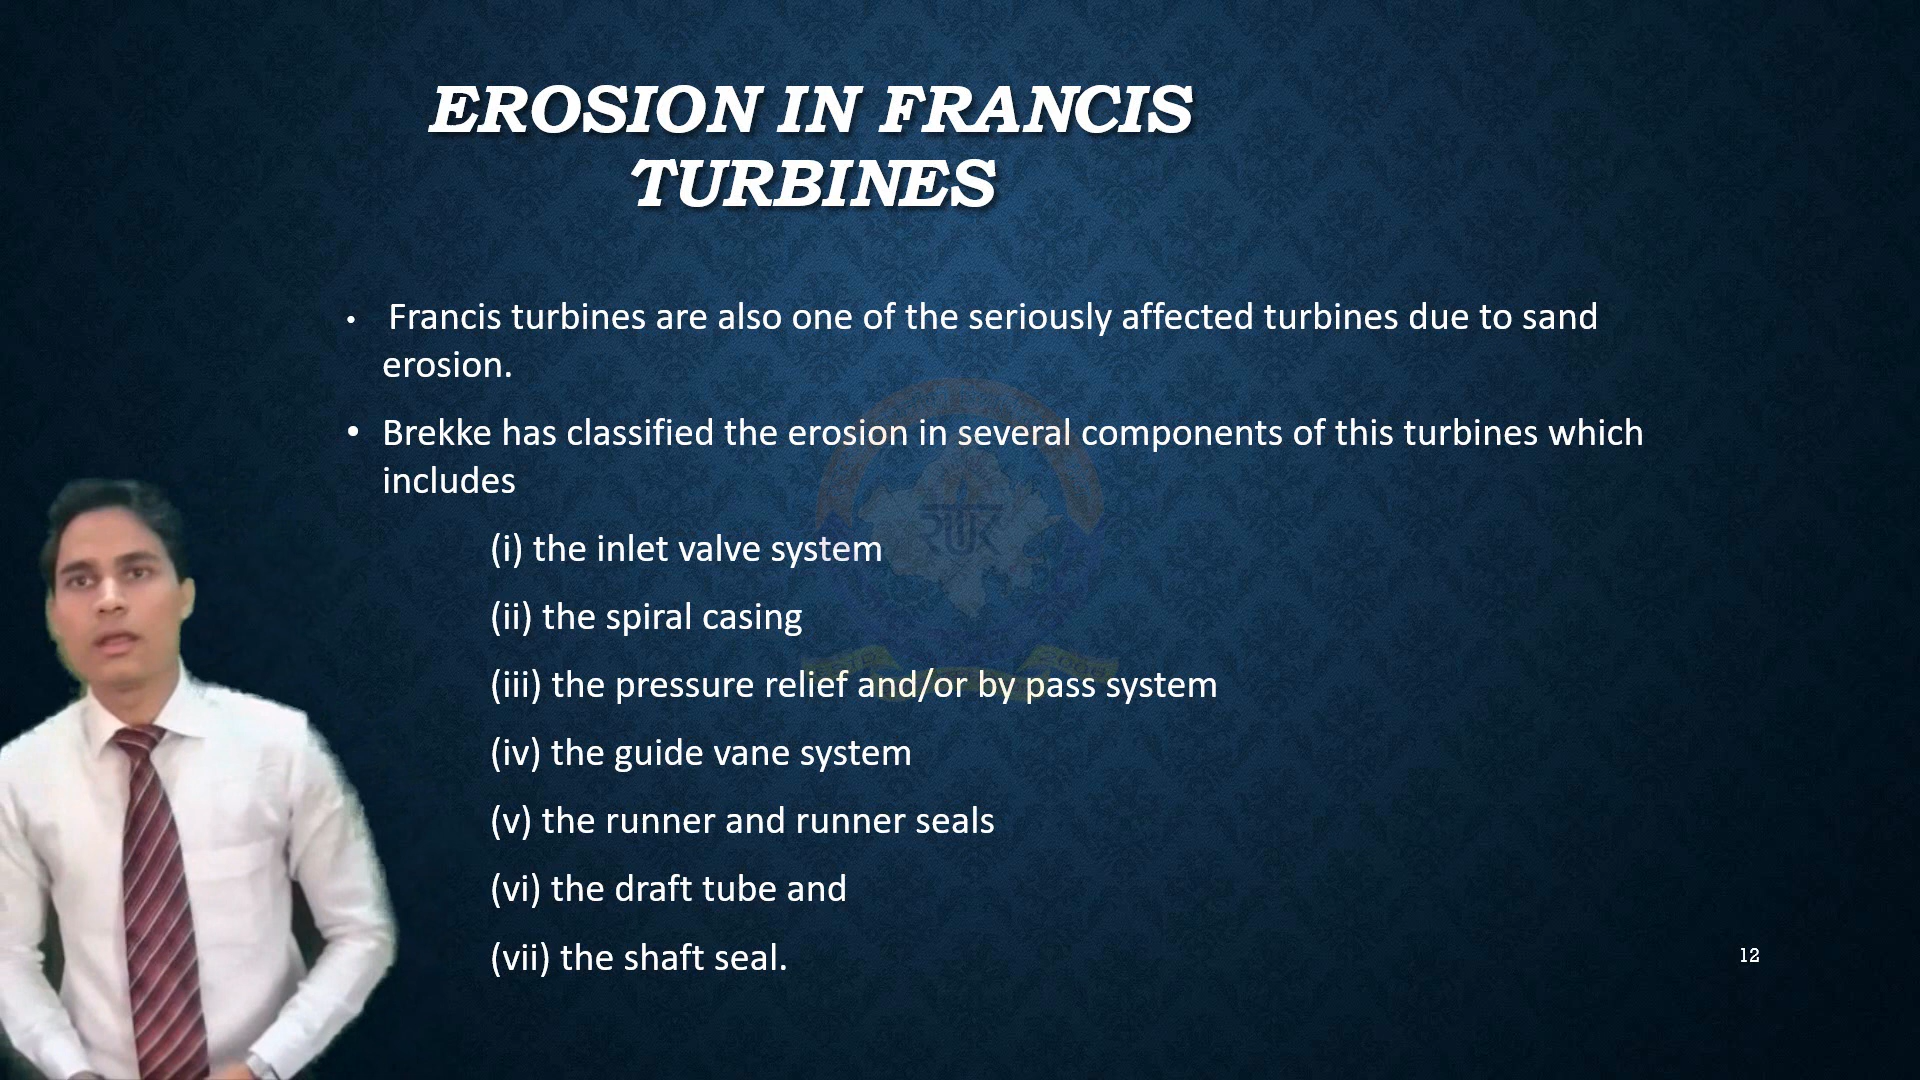 EROSION IN FRANCIS
TURBINES
• Francis turbines are also one of the seriously affected turbines due to sand
erosion.
• Brekke has classified the erosion in several components of this turbines which
includes
(i) the inlet valve system
(ii) the spiral casing
(iii) the pressure relief and/or by pass system
(iv) the guide vane system
(v) the runner and runner seals
(vi) the draft tube and
(vii) the shaft seal.
12